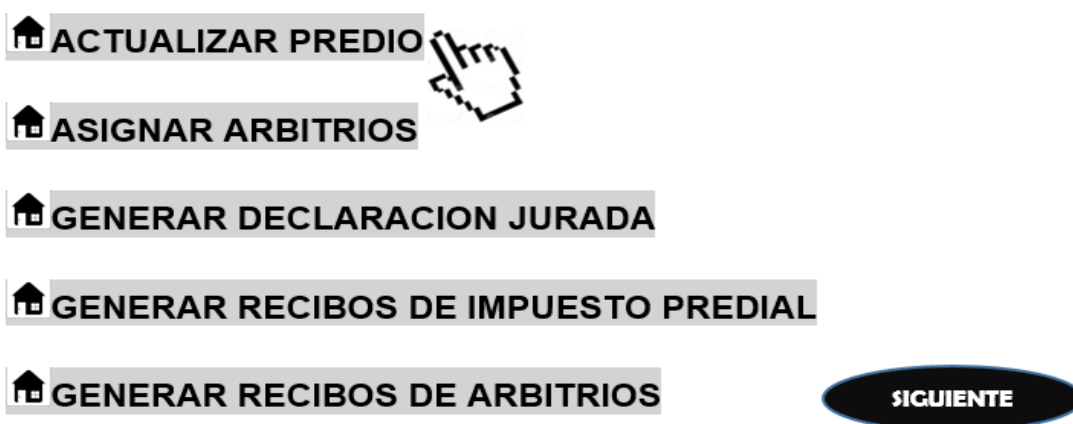 ACTUALIZAR PREDIO
ASIGNAR ARBITRIOS
GENERAR DECLARACION JURADA
GENERAR RECIBOS DE IMPUESTO PREDIAL
GENERAR RECIBOS DE ARBITRIOS
SIGUIENTE